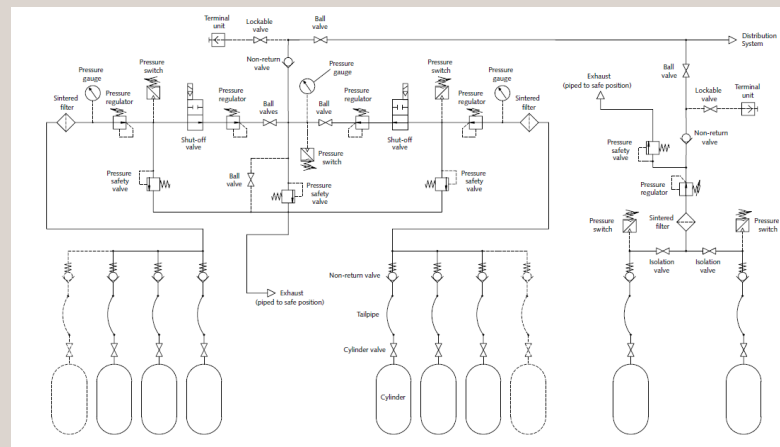 Terminal
unit
Lockable
valve
Ball
valve
Distribution
System
Non-return
valve
Pressure
gauge
Pressure
switch
Pressure
gauge
Pressure
switch
Pressure
gauge
Exhaust
(piped to safe position)
Ball
valve
Lockable
valve
Terminal
unit
Sintered
filter
Pressure
regulator
Pressure
regulator
Ball
valves
Ball
valve
Pressure
regulator
Pressure
regulator
Sintered
filter
Shut-off
valve
Shut-off
valve
Non-return
valve
Pressure
switch
Pressure
safety
valve
Pressure
safety
valve
Ball
valve
Pressure
safety
valve
Pressure
safety
valve
Pressure
regulator
Pressure
switch
Sintered
filter
Pressure
switch
Isolation
valve
Isolation
valve
Non-return valve
Exhaust
(piped to safe position)
Tailpipe
Cylinder valve
Cylinder